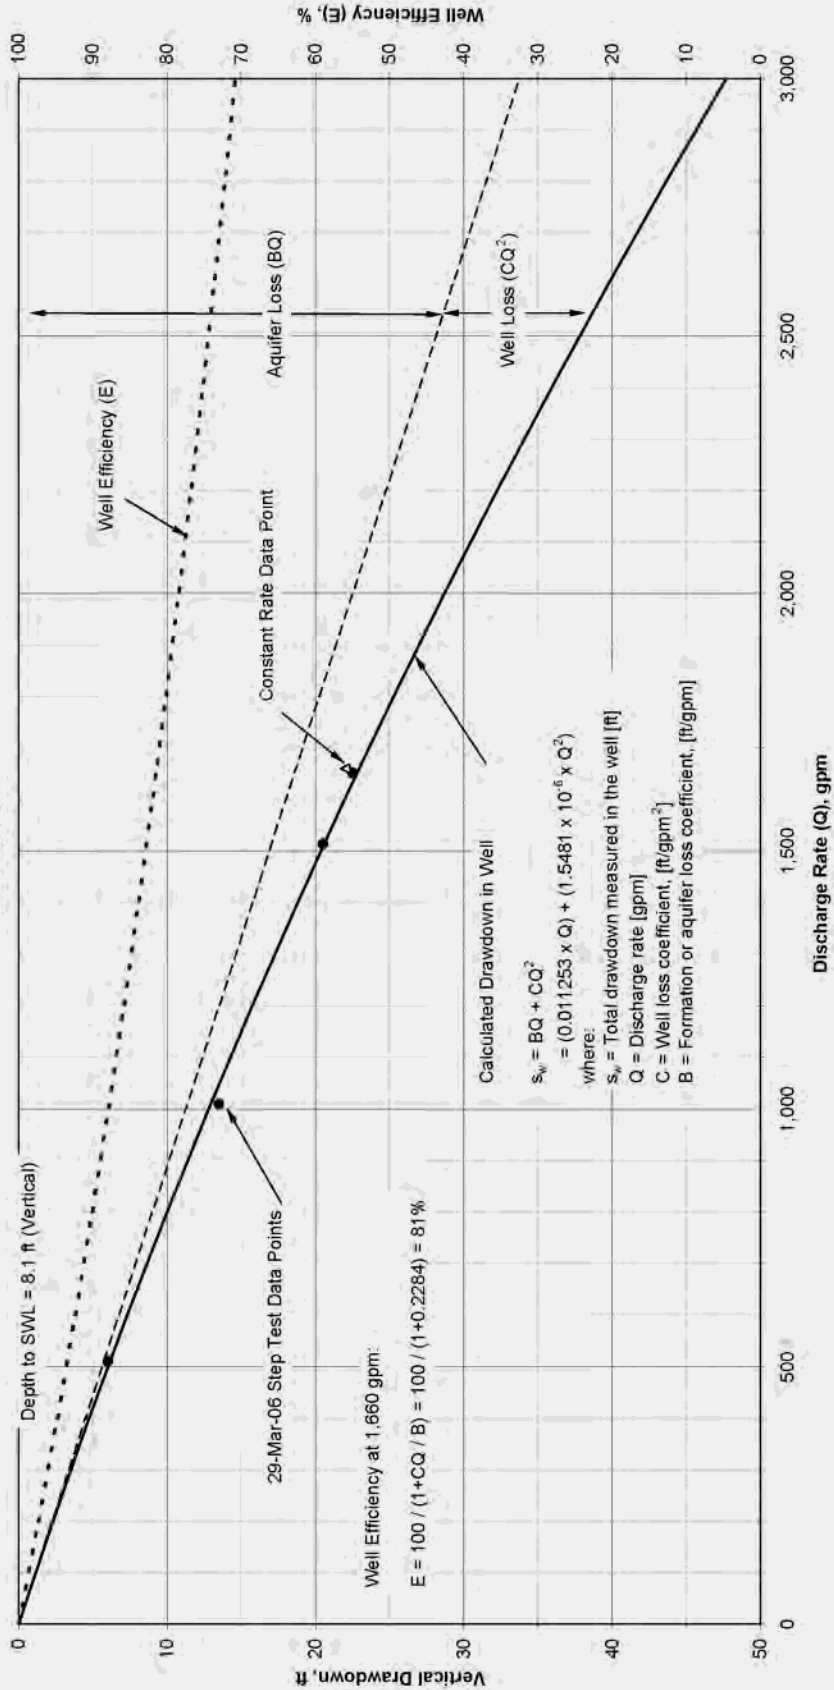 Depth to SWL = 8.1 ft (Vertical)
Well Efficiency (E)
Aquifer Loss (BQ)
Well Loss (CQ²)
Constant Rate Data Point
29-Mar-06 Step Test Data Points
Calculated Drawdown in Well
Well Efficiency at 1,660 gpm:
E = 100 / (1+CQ / B) = 100 / (1+0.2284) = 81%
s_w = BQ + CQ²
= (0.011253 x Q) + (1.5481 x 10⁻⁶ x Q²)
where:
s_w = Total drawdown measured in the well [ft]
Q = Discharge rate [gpm]
C = Well loss coefficient, [ft/gpm²]
B = Formation or aquifer loss coefficient, [ft/gpm]
Vertical Drawdown, ft
0
10
20
30
40
50
Well Efficiency (E), %
100
90
80
70
60
50
40
30
20
10
0
0
500
1,000
1,500
2,000
2,500
3,000
Discharge Rate (Q), gpm